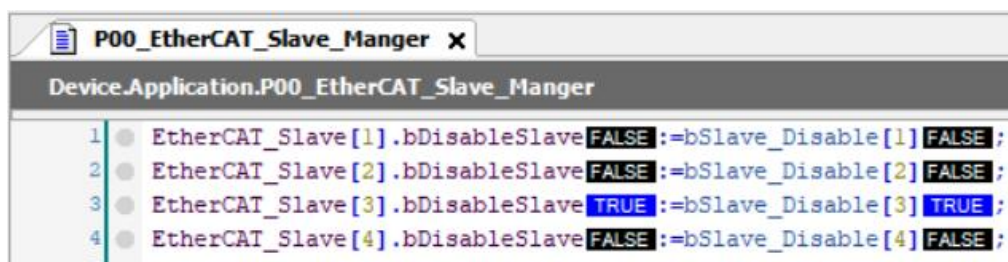 P00_EtherCAT_Slave_Manger X
Device.Application.P00_EtherCAT_Slave_Manger
1 EtherCAT_Slave[1].bDisableSlave FALSE :=bSlave_Disable[1] FALSE ;
2 EtherCAT_Slave[2].bDisableSlave FALSE :=bSlave_Disable[2] FALSE ;
3 EtherCAT_Slave[3].bDisableSlave TRUE :=bSlave_Disable[3] TRUE ;
4 EtherCAT_Slave[4].bDisableSlave FALSE :=bSlave_Disable[4] FALSE ;